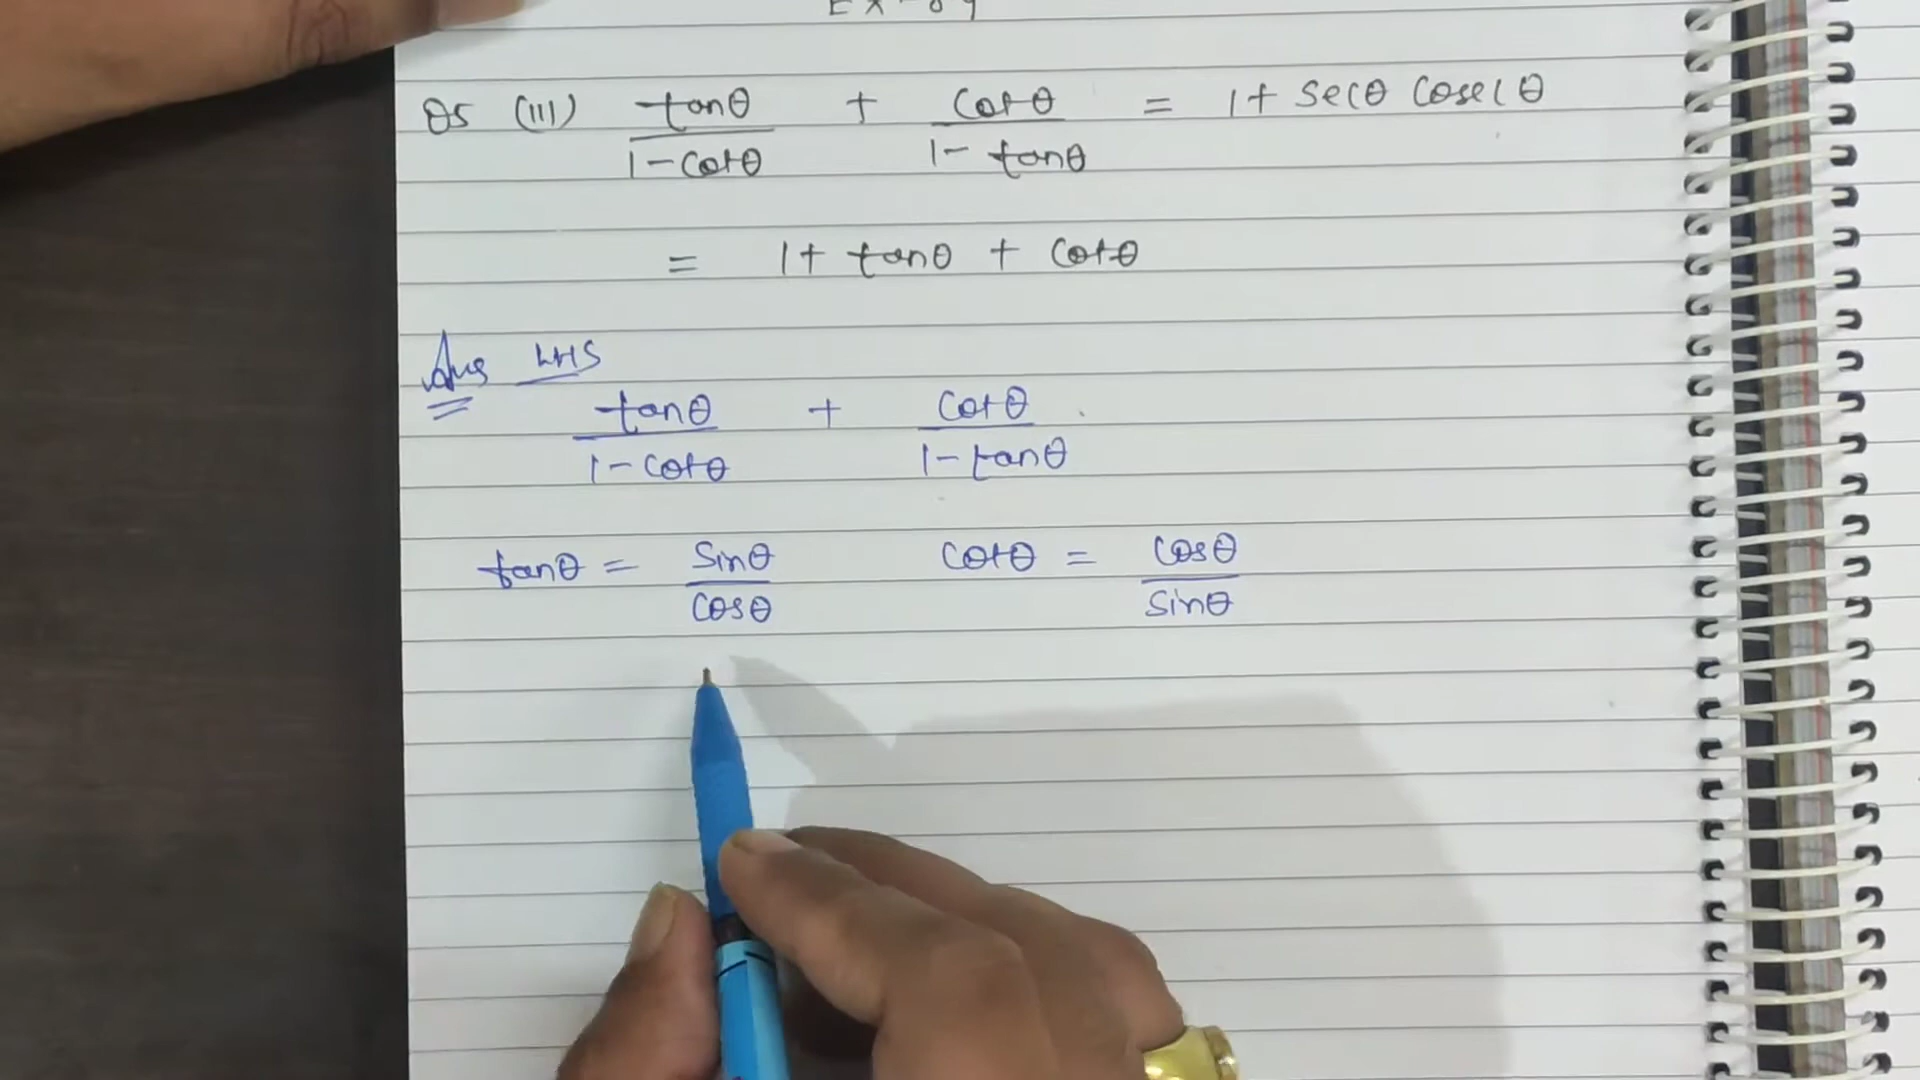 Q5 (III) tanθ/1-cotθ + cotθ/1-tanθ = 1+ secθ cosecθ
= 1+ tanθ + cotθ
Ans LHS
tanθ/1-cotθ + cotθ/1-tanθ
tanθ = sinθ/cosθ cotθ = cosθ/sinθ